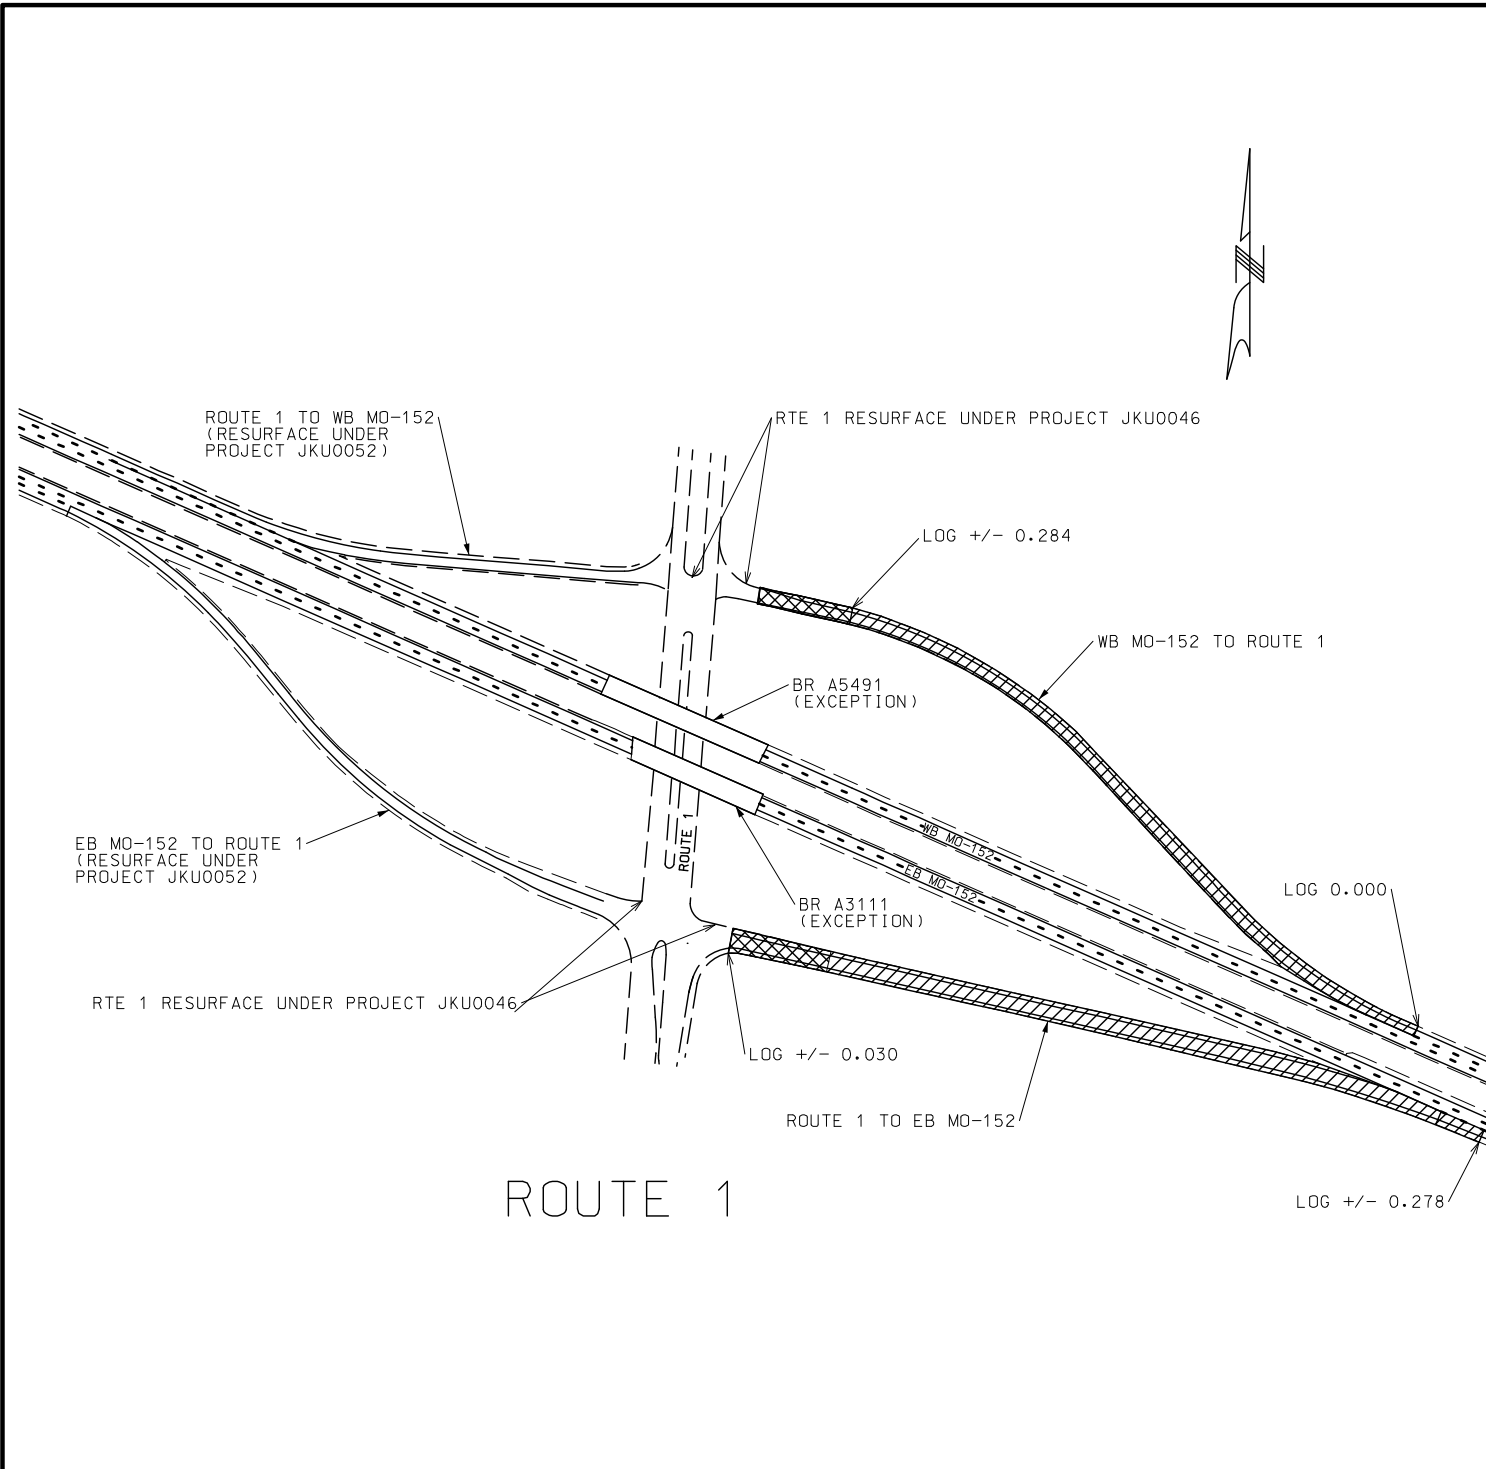 N
ROUTE 1 TO WB MO-152
(RESURFACE UNDER
PROJECT JKU0052)
RTE 1 RESURFACE UNDER PROJECT JKU0046
LOG +/- 0.284
WB MO-152 TO ROUTE 1
BR A5491
(EXCEPTION)
ROUTE 1
WB MO-152
EB MO-152
EB MO-152 TO ROUTE 1
(RESURFACE UNDER
PROJECT JKU0052)
LOG 0.000
BR A3111
(EXCEPTION)
RTE 1 RESURFACE UNDER PROJECT JKU0046
LOG +/- 0.030
ROUTE 1 TO EB MO-152
ROUTE 1
LOG +/- 0.278